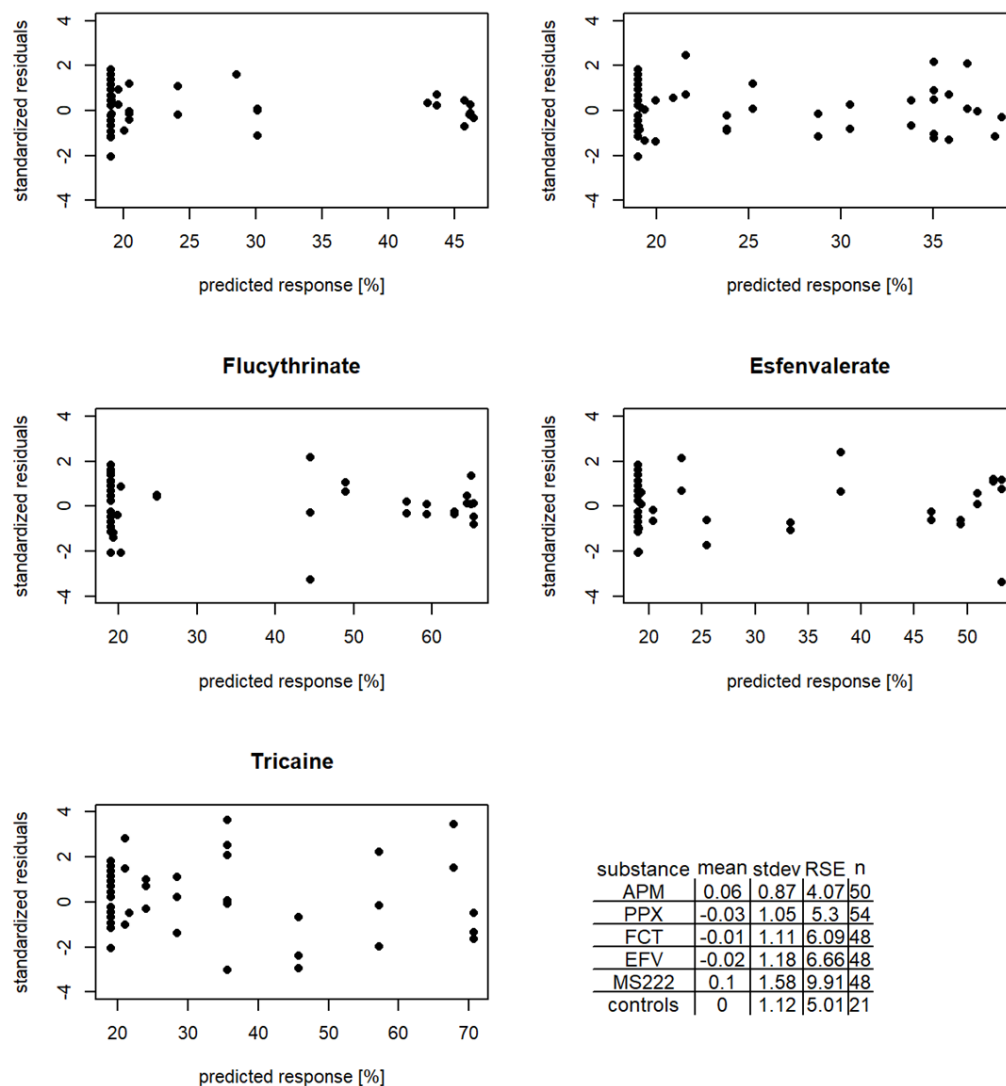 4
2
0
-2
-4
standardized residuals
20 25 30 35 40 45
predicted response [%]
4
2
0
-2
-4
standardized residuals
20 25 30 35
predicted response [%]
Flucythrinate
4
2
0
-2
-4
standardized residuals
20 30 40 50 60
predicted response [%]
Esfenvalerate
4
2
0
-2
-4
standardized residuals
20 25 30 35 40 45 50
predicted response [%]
Tricaine
4
2
0
-2
-4
standardized residuals
20 30 40 50 60 70
predicted response [%]
substance mean stdev RSE n
APM 0.06 0.87 4.07 50
PPX -0.03 1.05 5.3 54
FCT -0.01 1.11 6.09 48
EFV -0.02 1.18 6.66 48
MS222 0.1 1.58 9.91 48
controls 0 1.12 5.01 21